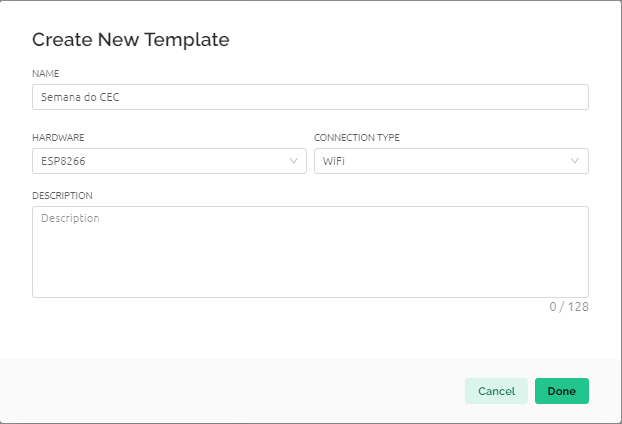 Create New Template
NAME
Semana do CEC
HARDWARE CONNECTION TYPE
ESP8266 WiFi
DESCRIPTION
Description
0 / 128
Cancel Done